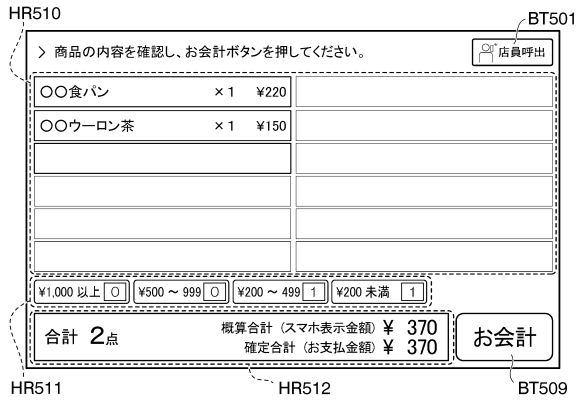 HR510
BT501
> 商品の内容を確認し、お会計ボタンを押してください。
店員呼出
〇〇食パン ×1 ¥220
〇〇ウーロン茶 ×1 ¥150
¥1,000 以上 0 ¥500 ~ 999 0 ¥200 ~ 499 1 ¥200 未満 1
合計 2点
概算合計 (スマホ表示金額) ¥ 370
確定合計 (お支払金額) ¥ 370
お会計
HR511
HR512
BT509